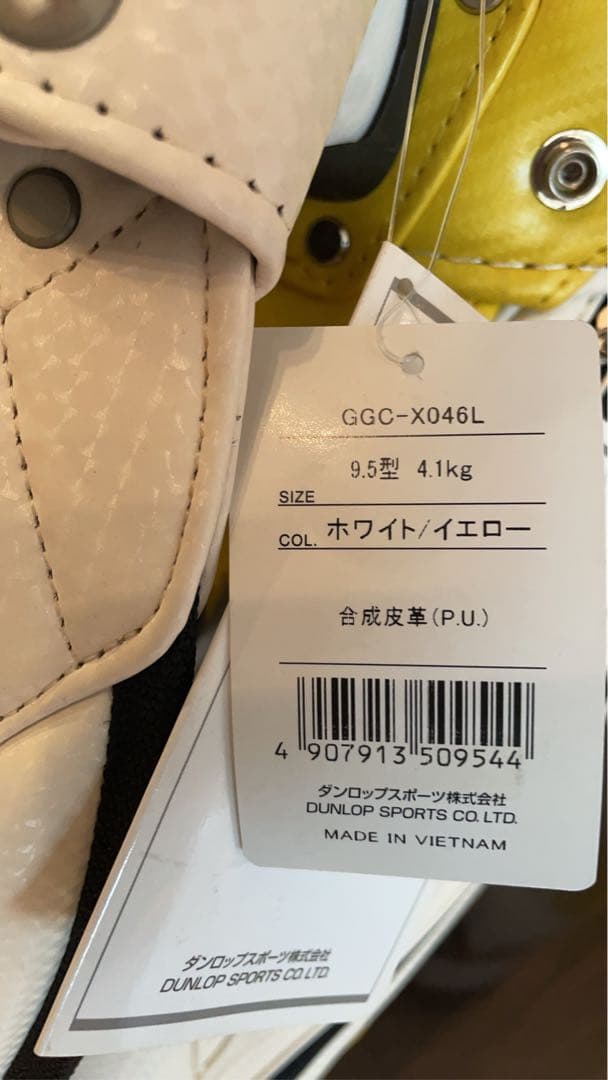 GGC-X046L
9.5型 4.1kg
SIZE
COL. ホワイト/イエロー
合成皮革(P.U.)
4 907913 509544
ダンロップスポーツ株式会社
DUNLOP SPORTS CO. LTD.
MADE IN VIETNAM
ダンロップスポーツ株式会社
DUNLOP SPORTS CO. LTD.